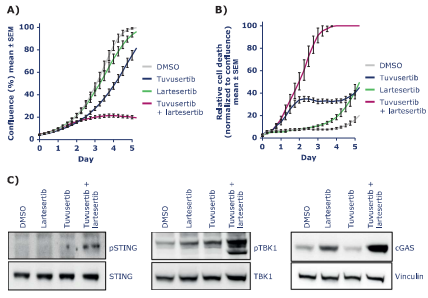 A)
Confluence (%) mean ± SEM
100
80
60
40
20
0
0 1 2 3 4 5
Day
DMSO
Tuvusertib
Lartesertib
Tuvusertib
+ lartesertib
B)
Relative cell death
(normalized to confluence)
mean ± SEM
100
80
60
40
20
0
0 1 2 3 4 5
Day
DMSO
Tuvusertib
Lartesertib
Tuvusertib
+ lartesertib
C)
DMSO
Lartesertib
Tuvusertib
Tuvusertib +
lartesertib
pSTING
STING
DMSO
Lartesertib
Tuvusertib
Tuvusertib +
lartesertib
pTBK1
TBK1
DMSO
Lartesertib
Tuvusertib
Tuvusertib +
lartesertib
cGAS
Vinculin